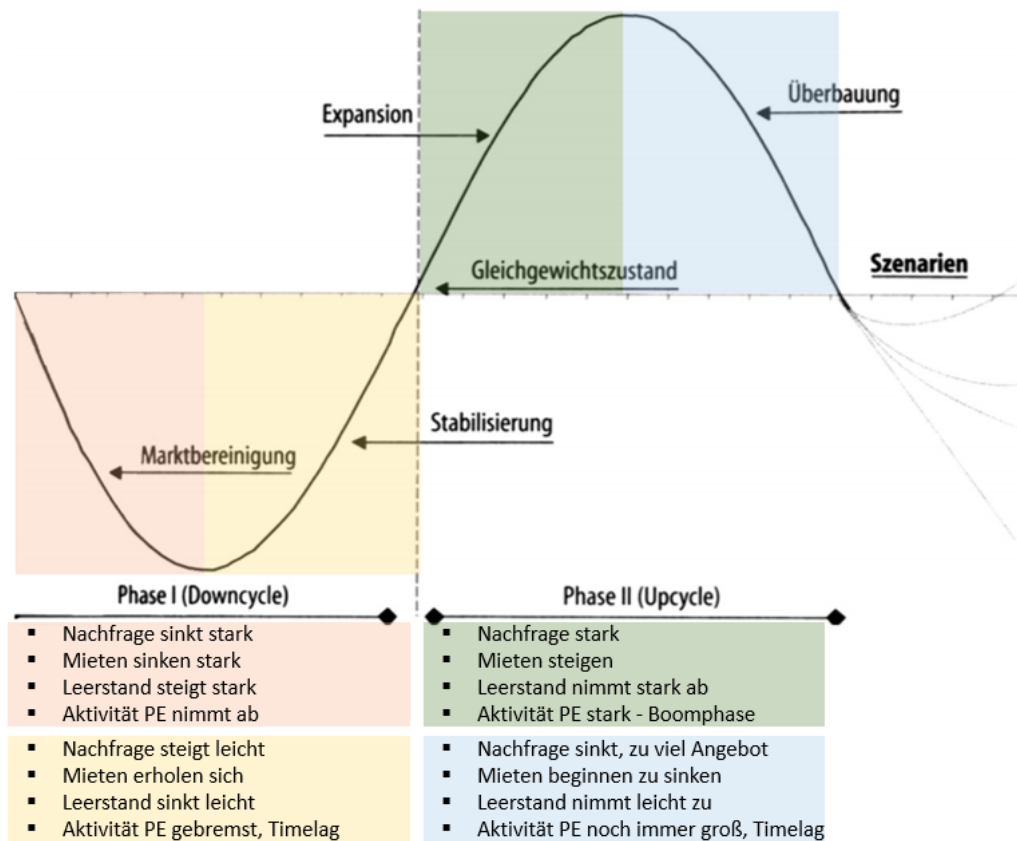 Expansion
Überbauung
Gleichgewichtszustand
Szenarien
Stabilisierung
Marktbereinigung
Phase I (Downcycle)
Phase II (Upcycle)
▪ Nachfrage sinkt stark
▪ Mieten sinken stark
▪ Leerstand steigt stark
▪ Aktivität PE nimmt ab
▪ Nachfrage stark
▪ Mieten steigen
▪ Leerstand nimmt stark ab
▪ Aktivität PE stark - Boomphase
▪ Nachfrage steigt leicht
▪ Mieten erholen sich
▪ Leerstand sinkt leicht
▪ Aktivität PE gebremst, Timelag
▪ Nachfrage sinkt, zu viel Angebot
▪ Mieten beginnen zu sinken
▪ Leerstand nimmt leicht zu
▪ Aktivität PE noch immer groß, Timelag